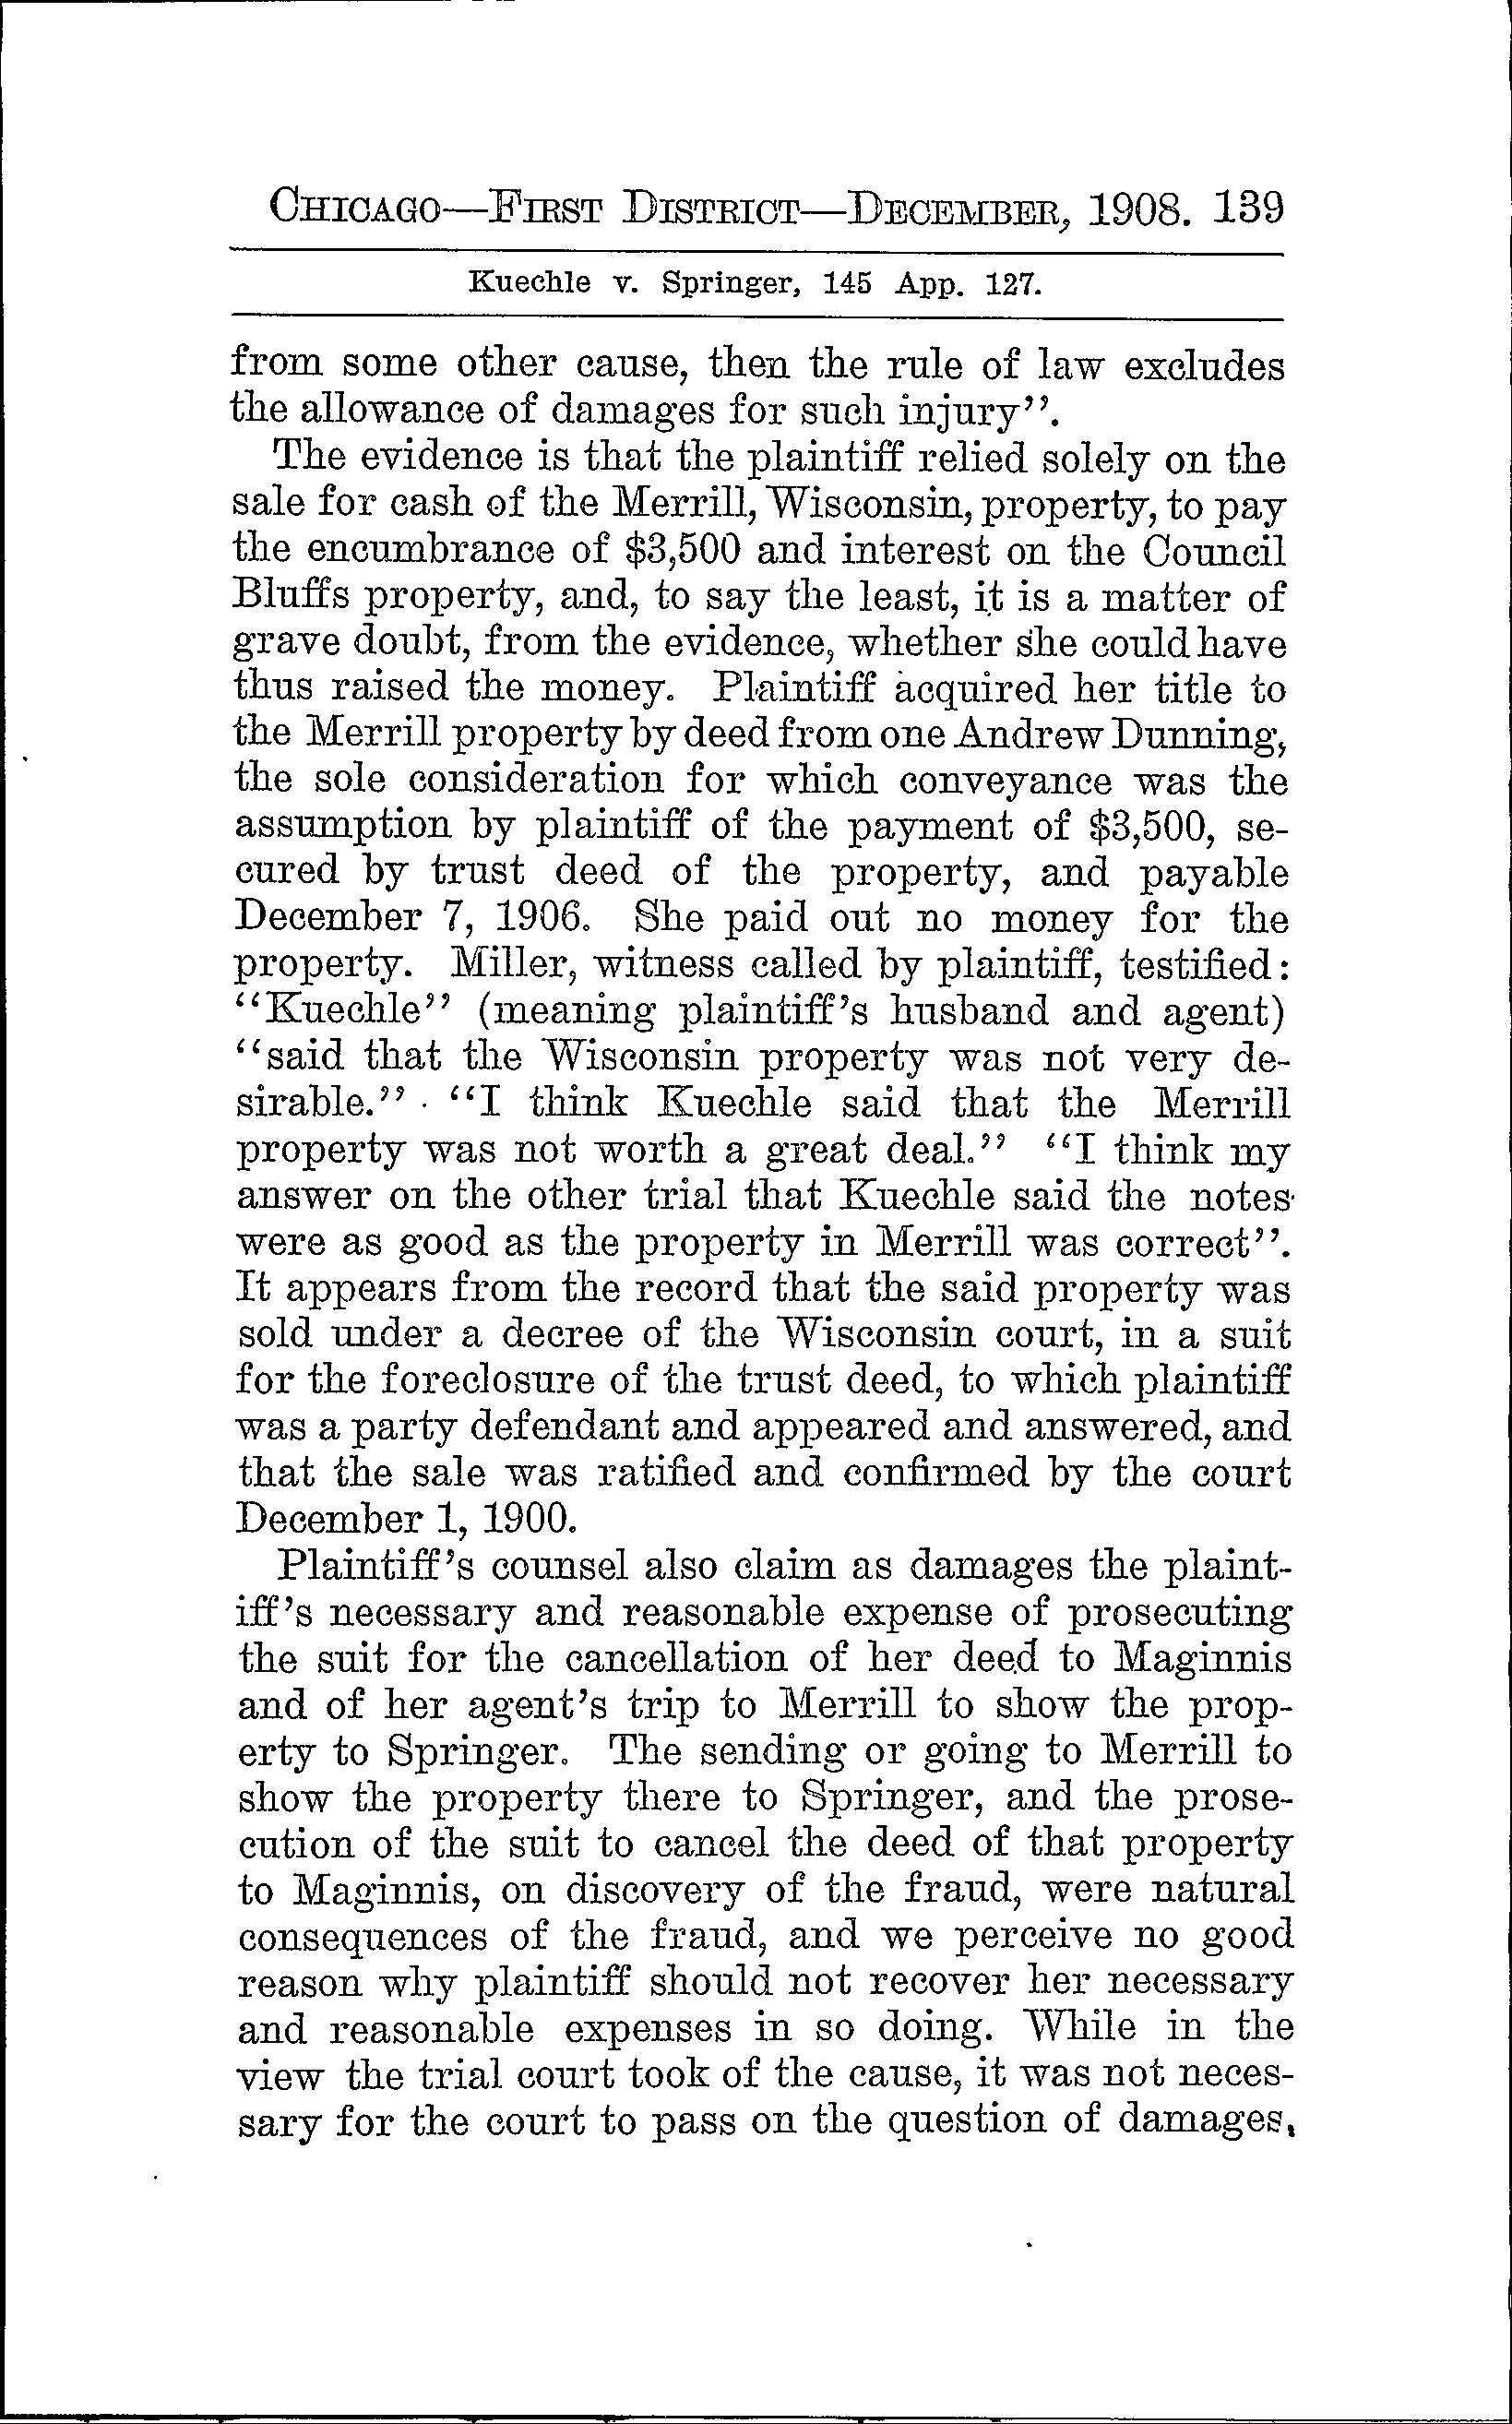 CHICAGO—FIRST DISTRICT—DECEMBER, 1908. 139
Kuechle v. Springer, 145 App. 127.
from some other cause, then the rule of law excludes
the allowance of damages for such injury''.
The evidence is that the plaintiff relied solely on the
sale for cash of the Merrill, Wisconsin, property, to pay
the encumbrance of $3,500 and interest on the Council
Bluffs property, and, to say the least, it is a matter of
grave doubt, from the evidence, whether she could have
thus raised the money. Plaintiff acquired her title to
the Merrill property by deed from one Andrew Dunning,
the sole consideration for which conveyance was the
assumption by plaintiff of the payment of $3,500, se-
cured by trust deed of the property, and payable
December 7, 1906. She paid out no money for the
property. Miller, witness called by plaintiff, testified:
"Kuechle" (meaning plaintiff's husband and agent)
"said that the Wisconsin property was not very de-
sirable." "I think Kuechle said that the Merrill
property was not worth a great deal." "I think my
answer on the other trial that Kuechle said the notes
were as good as the property in Merrill was correct".
It appears from the record that the said property was
sold under a decree of the Wisconsin court, in a suit
for the foreclosure of the trust deed, to which plaintiff
was a party defendant and appeared and answered, and
that the sale was ratified and confirmed by the court
December 1, 1900.
Plaintiff's counsel also claim as damages the plaint-
iff's necessary and reasonable expense of prosecuting
the suit for the cancellation of her deed to Maginnis
and of her agent's trip to Merrill to show the prop-
erty to Springer. The sending or going to Merrill to
show the property there to Springer, and the prose-
cution of the suit to cancel the deed of that property
to Maginnis, on discovery of the fraud, were natural
consequences of the fraud, and we perceive no good
reason why plaintiff should not recover her necessary
and reasonable expenses in so doing. While in the
view the trial court took of the cause, it was not neces-
sary for the court to pass on the question of damages,